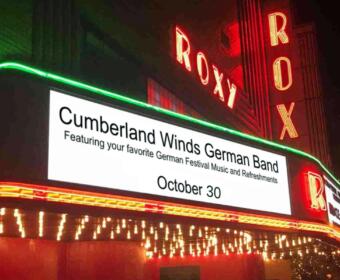 ROXY
ROX
Cumberland Winds German Band
Featuring your favorite German Festival Music and Refreshments
October 30
R